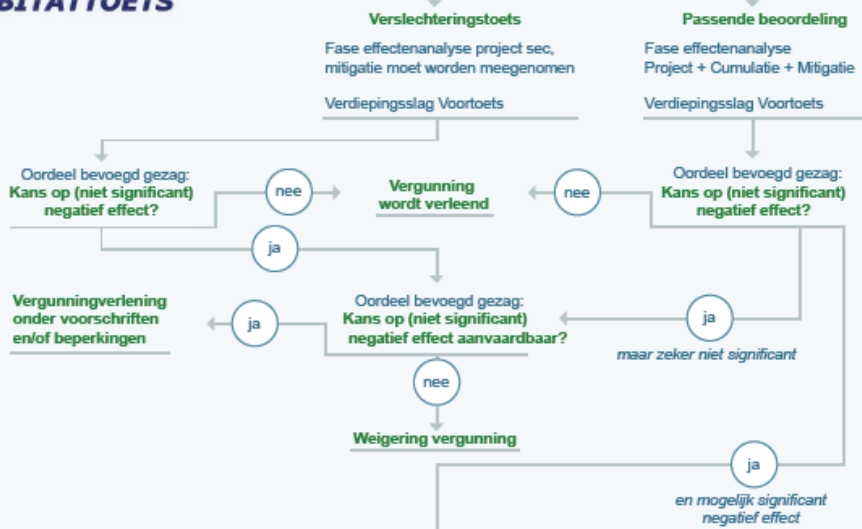 BITATTOETS
Verslechteringstoets
Fase effectenanalyse project sec,
mitigatie moet worden meegenomen
Verdiepingsslag Voortoets
Passende beoordeling
Fase effectenanalyse
Project + Cumulatie + Mitigatie
Verdiepingsslag Voortoets
Oordeel bevoegd gezag:
Kans op (niet significant)
negatief effect?
nee
Vergunning
wordt verleend
nee
Oordeel bevoegd gezag:
Kans op (niet significant)
negatief effect?
ja
Vergunningverlening
onder voorschriften
en/of beperkingen
ja
Oordeel bevoegd gezag:
Kans op (niet significant)
negatief effect aanvaardbaar?
ja
maar zeker niet significant
nee
Weigering vergunning
ja
en mogelijk significant
negatief effect